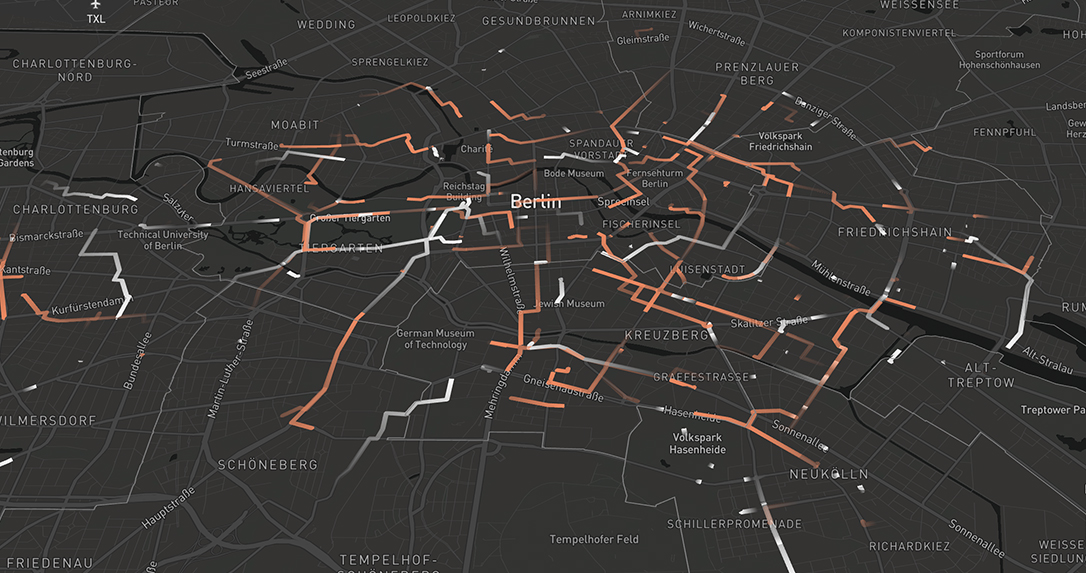 PASTEUR
TXL
WEDDING
LEOPOLDKIEZ
GESUNDBRUNNEN
ARNIMKIEZ
Gleimstraße
Wichertstraße
WEISSENSEE
KOMPONISTENVIERTEL
CHARLOTTENBURG-
NORD
Seestraße
SPRENGELKIEZ
PRENZLAUER
BERG
Sportforum
Hohenschönhausen
Danziger Straße
Landsber
MOABIT
Turmstraße
Charité
SPANDAUER
VORSTADT
Volkspark
Friedrichshain
FENNPFUHL
Gew
Herz
tenburg
Gardens
HANSAVIERTEL
Reichstag
Building
Bode Museum
Fernsehturm
Berlin
Berlin
Spreeinsel
CHARLOTTENBURG
Salzufer
Großer Tiergarten
FISCHERINSEL
FRIEDRICHSHAIN
Bismarckstraße
Technical University
of Berlin
TIERGARTEN
Kantstraße
Wilhelmstraße
LUISENSTADT
Mühlenstraße
Kurfürstendamm
Jewish Museum
Skalitzer Straße
RUM
Bundesallee
Martin-Luther-Straße
German Museum
of Technology
KREUZBERG
Alt-Stralau
ALT-
TREPTOW
Mehringdamm
Gneisenaustraße
GRAEFESTRASSE
Hasenheide
Treptower Pa
WILMERSDORF
Sonnenallee
Volkspark
Hasenheide
SCHÖNEBERG
NEUKÖLLN
Hauptstraße
SCHILLERPROMENADE
Sonnenallee
Tempelhofer Feld
RICHARDKIEZ
WEISSE
SIEDLUN
FRIEDENAU
TEMPELHOF-
SCHÖNEBERG